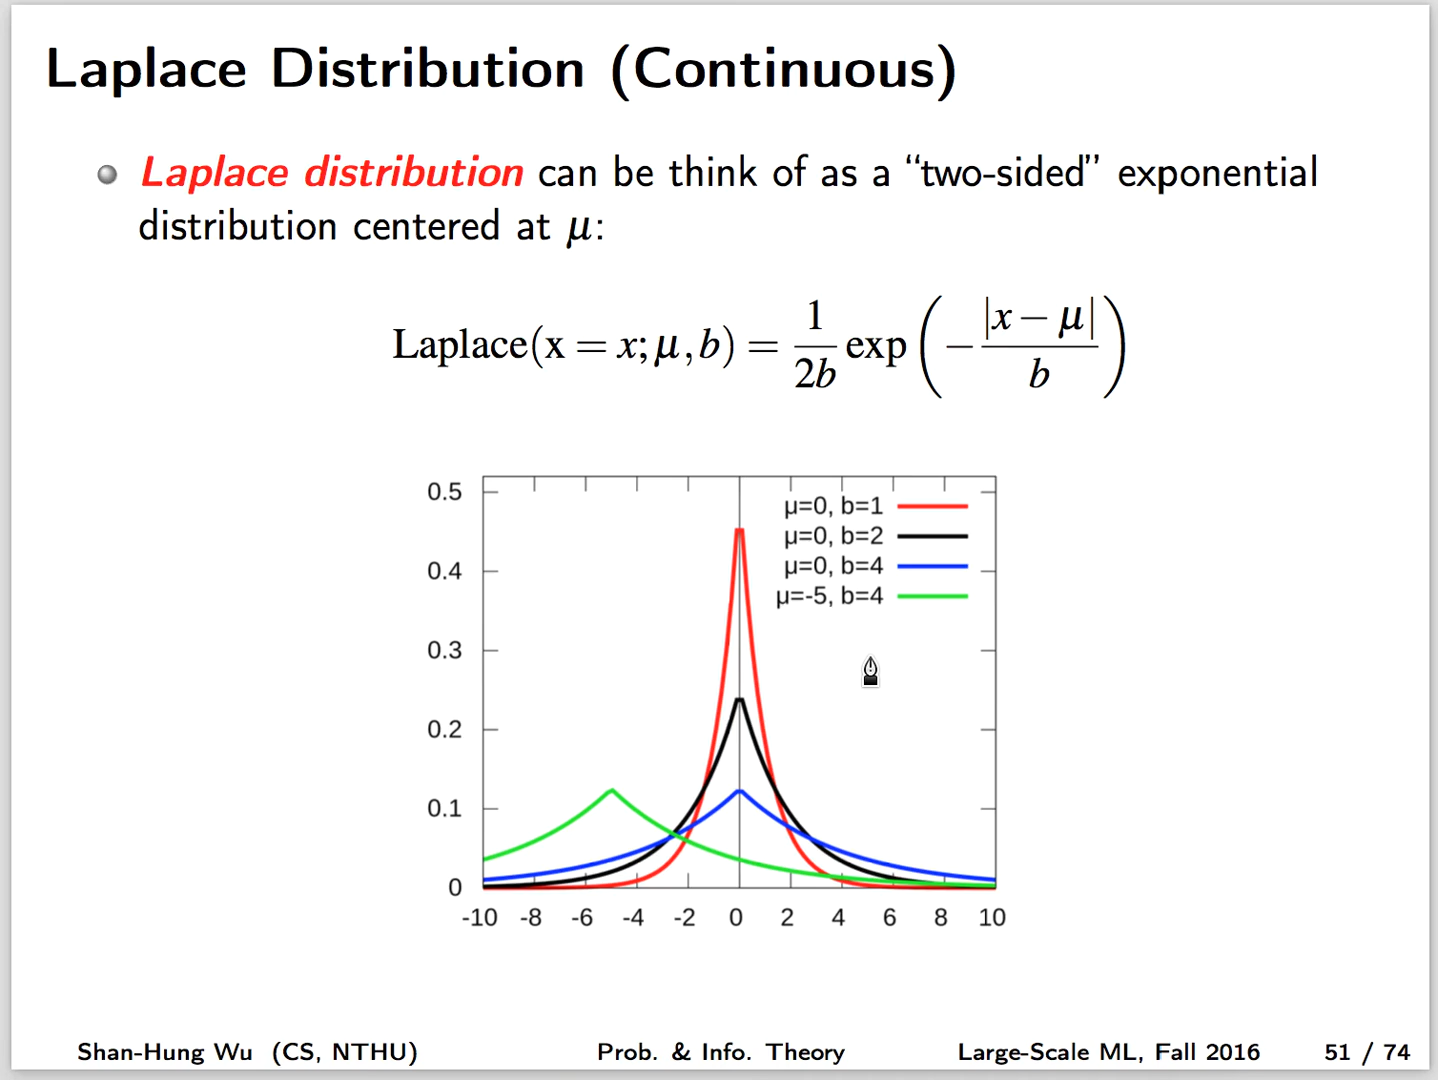 Laplace Distribution (Continuous)
Laplace distribution can be think of as a “two-sided” exponential
distribution centered at μ:
Laplace(x = x; μ, b) = 1/2b exp(−|x − μ|/b)
0.5
0.4
0.3
0.2
0.1
0
μ=0, b=1
μ=0, b=2
μ=0, b=4
μ=-5, b=4
-10 -8 -6 -4 -2 0 2 4 6 8 10
Shan-Hung Wu (CS, NTHU) Prob. & Info. Theory Large-Scale ML, Fall 2016 51 / 74